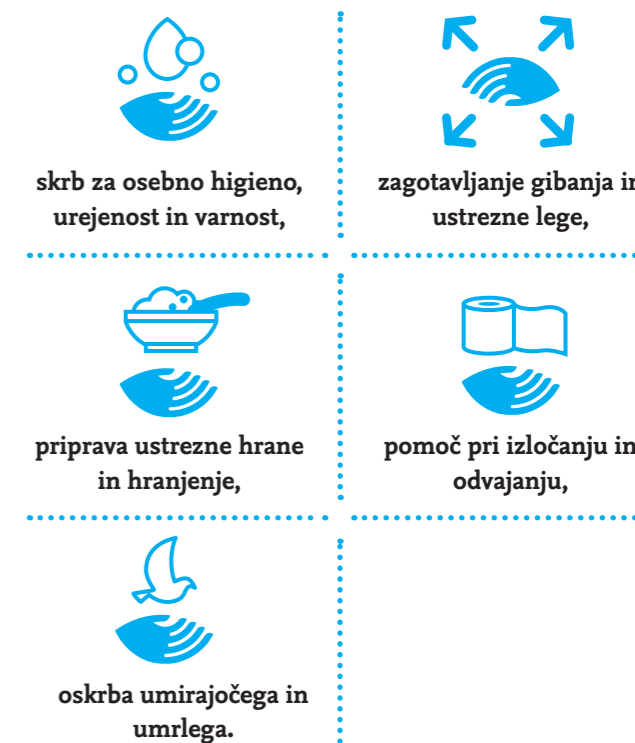 skrb za osebno higieno,
urejenost in varnost,
zagotavljanje gibanja in
ustrezne lege,
priprava ustrezne hrane
in hranjenje,
pomoč pri izločanju in
odvajanju,
oskrba umirajočega in
umrlega.